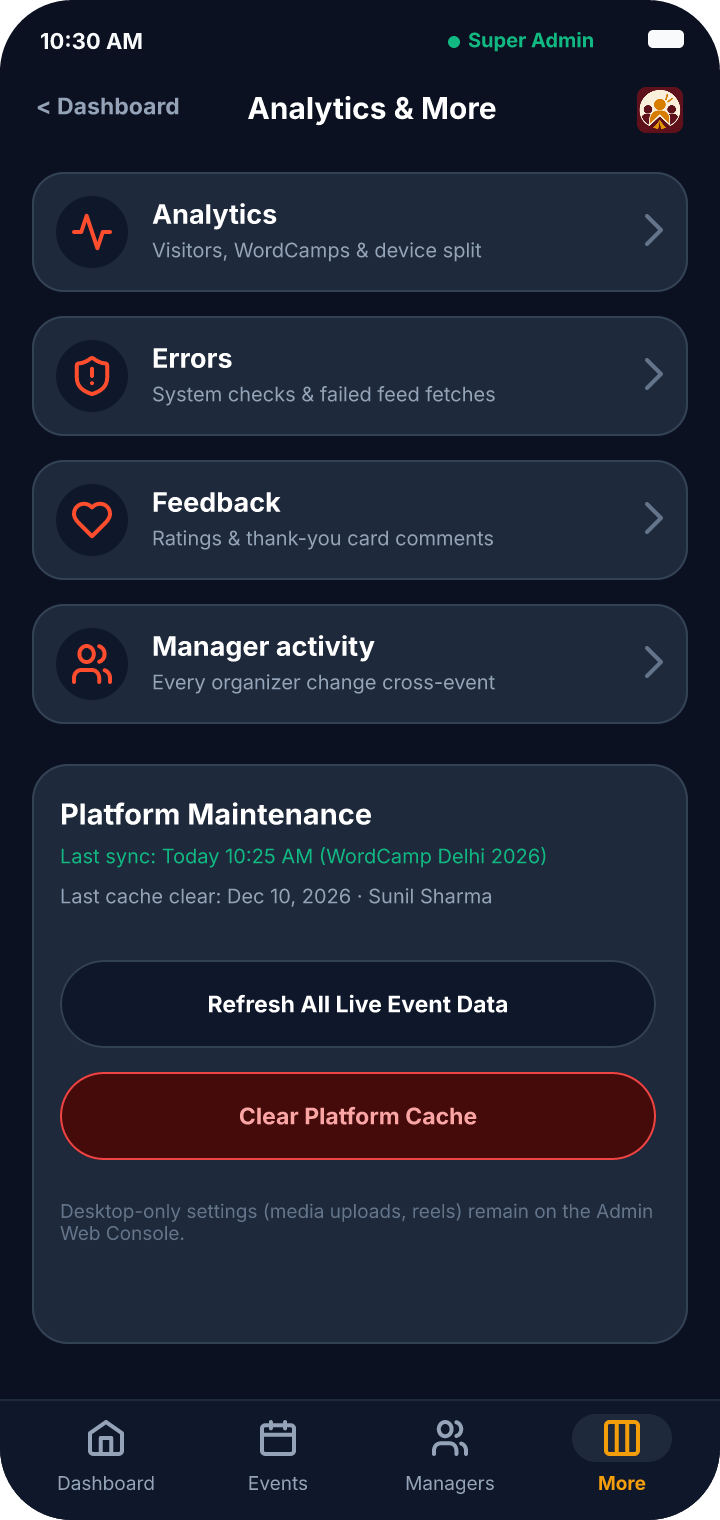 10:30 AM
Super Admin
< Dashboard
Analytics & More
Analytics
Visitors, WordCamps & device split
Errors
System checks & failed feed fetches
Feedback
Ratings & thank-you card comments
Manager activity
Every organizer change cross-event
Platform Maintenance
Last sync: Today 10:25 AM (WordCamp Delhi 2026)
Last cache clear: Dec 10, 2026 · Sunil Sharma
Refresh All Live Event Data
Clear Platform Cache
Desktop-only settings (media uploads, reels) remain on the Admin
Web Console.
Dashboard
Events
Managers
More